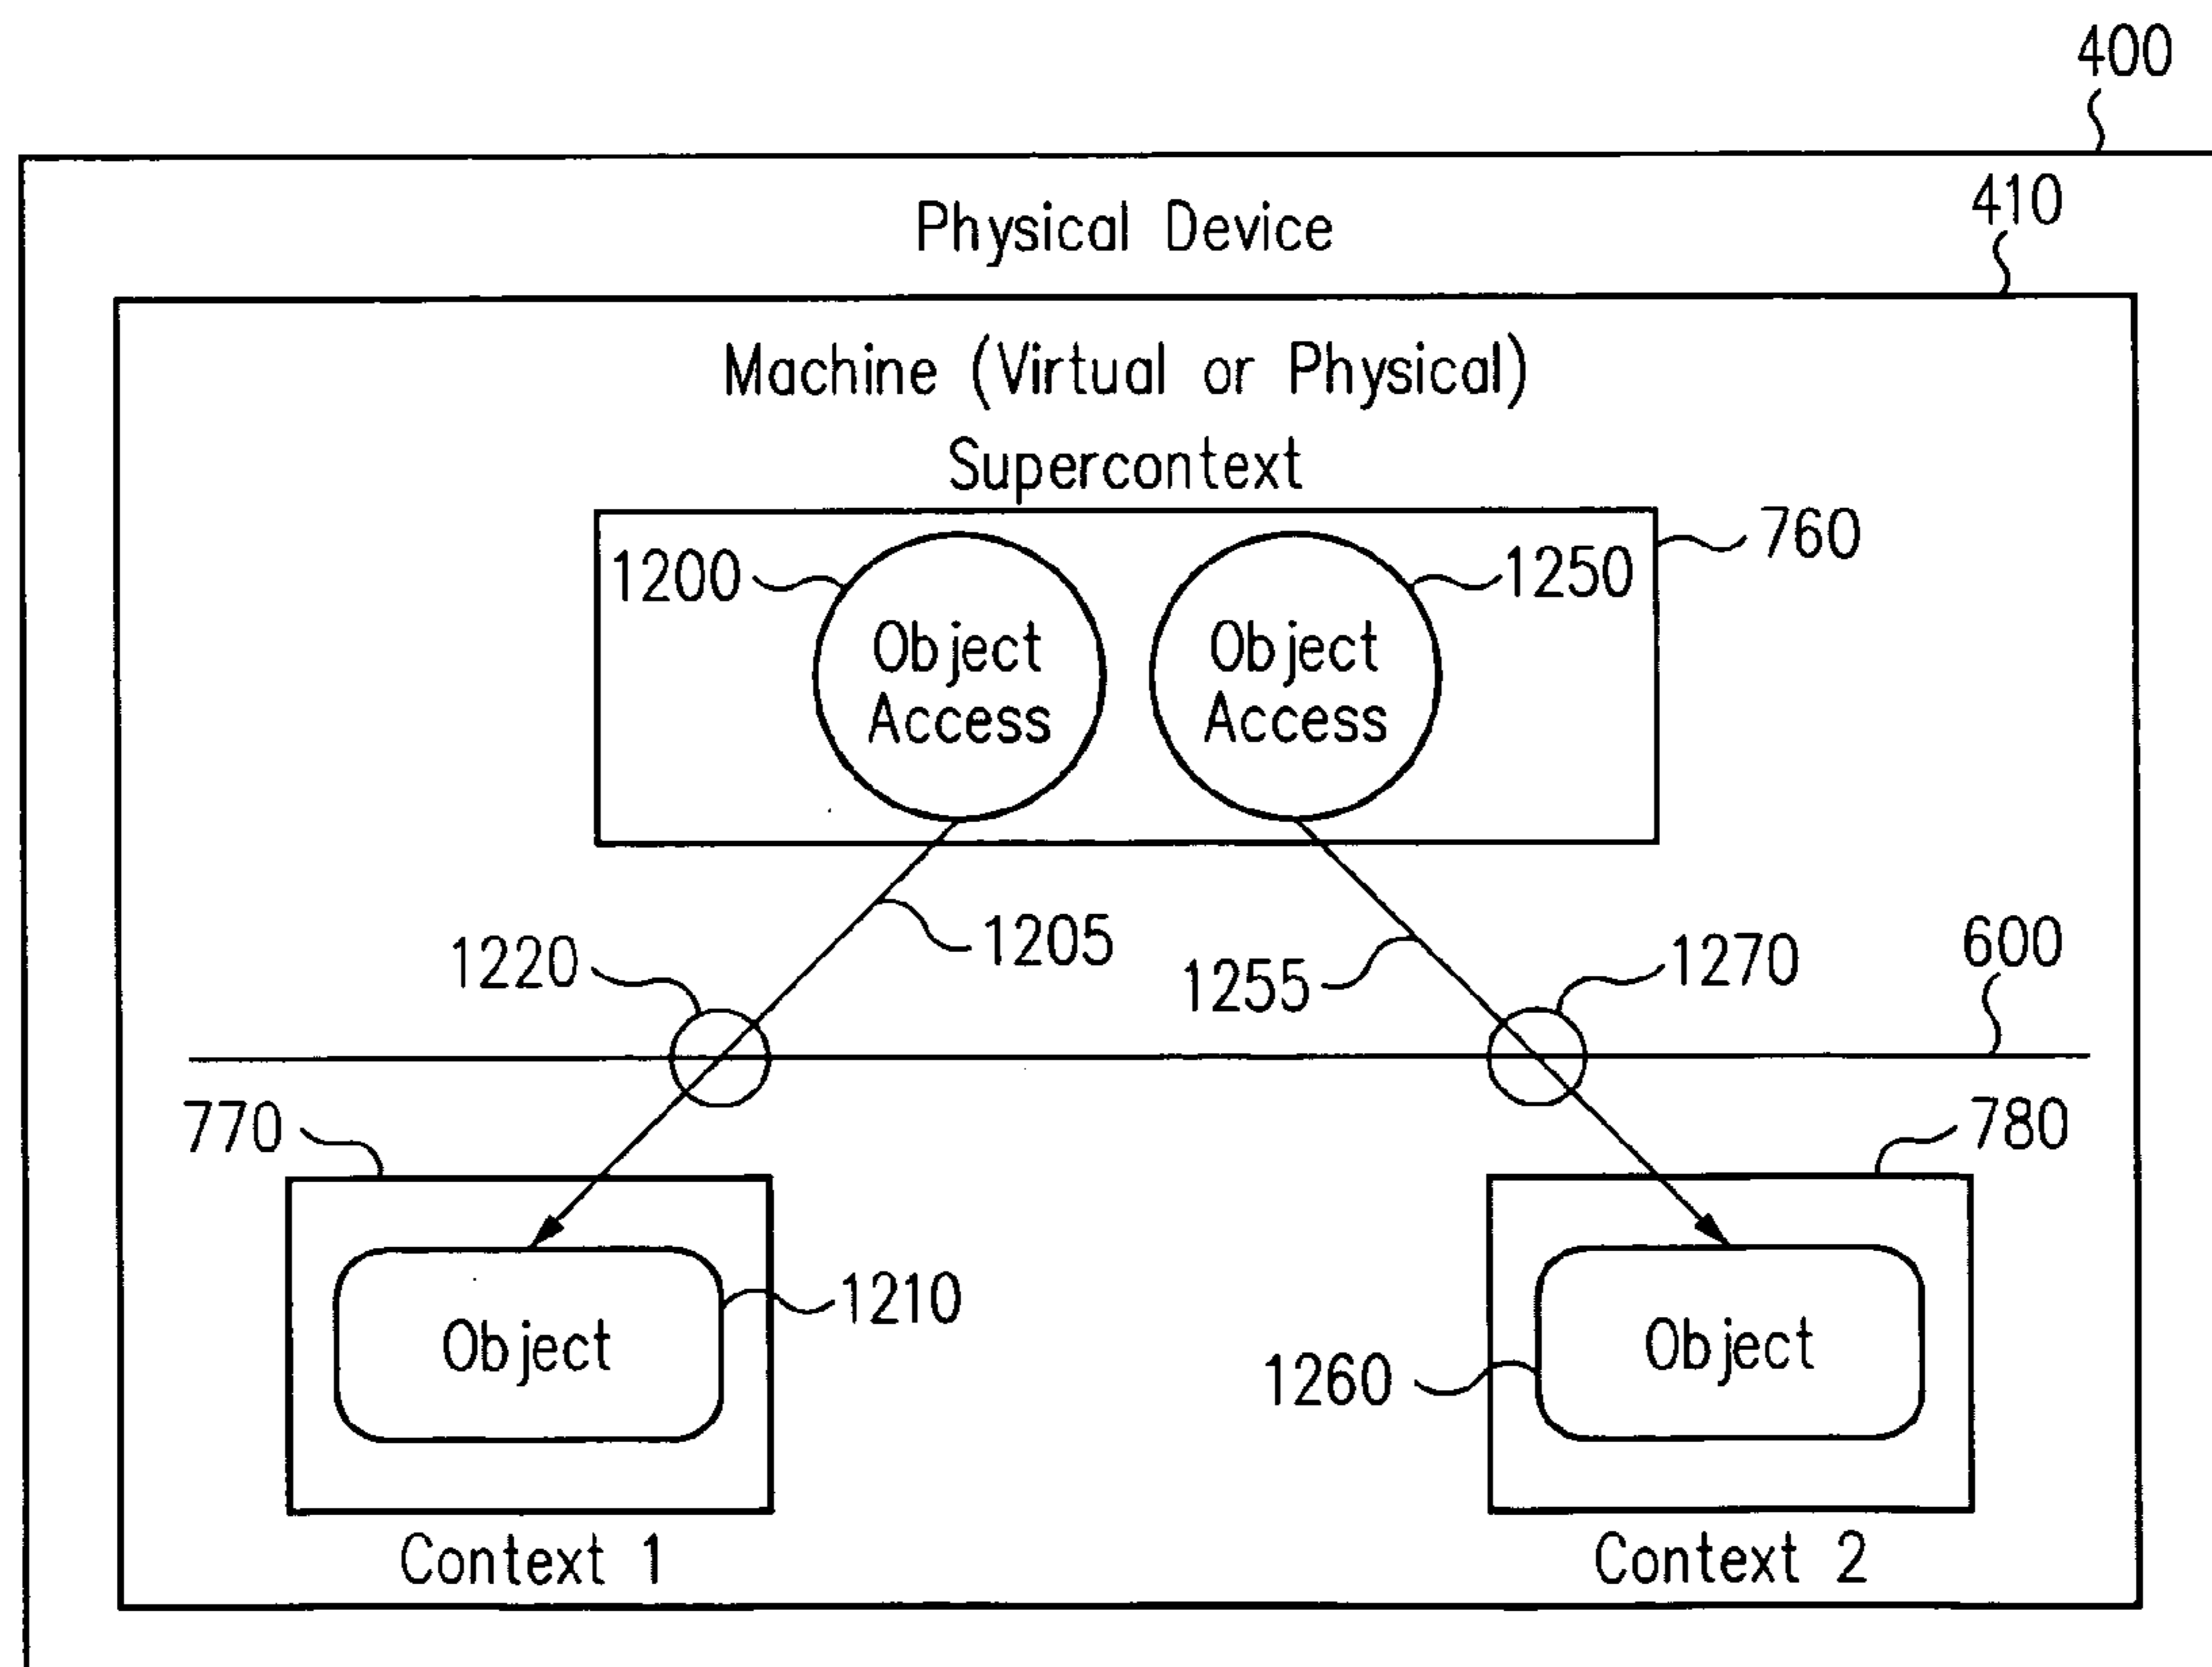 400
Physical Device
410
Machine (Virtual or Physical)
Supercontext
760
1200
1250
Object
Access
Object
Access
1205
1220
1255
1270
600
770
780
Object
1210
Object
1260
Context 1
Context 2